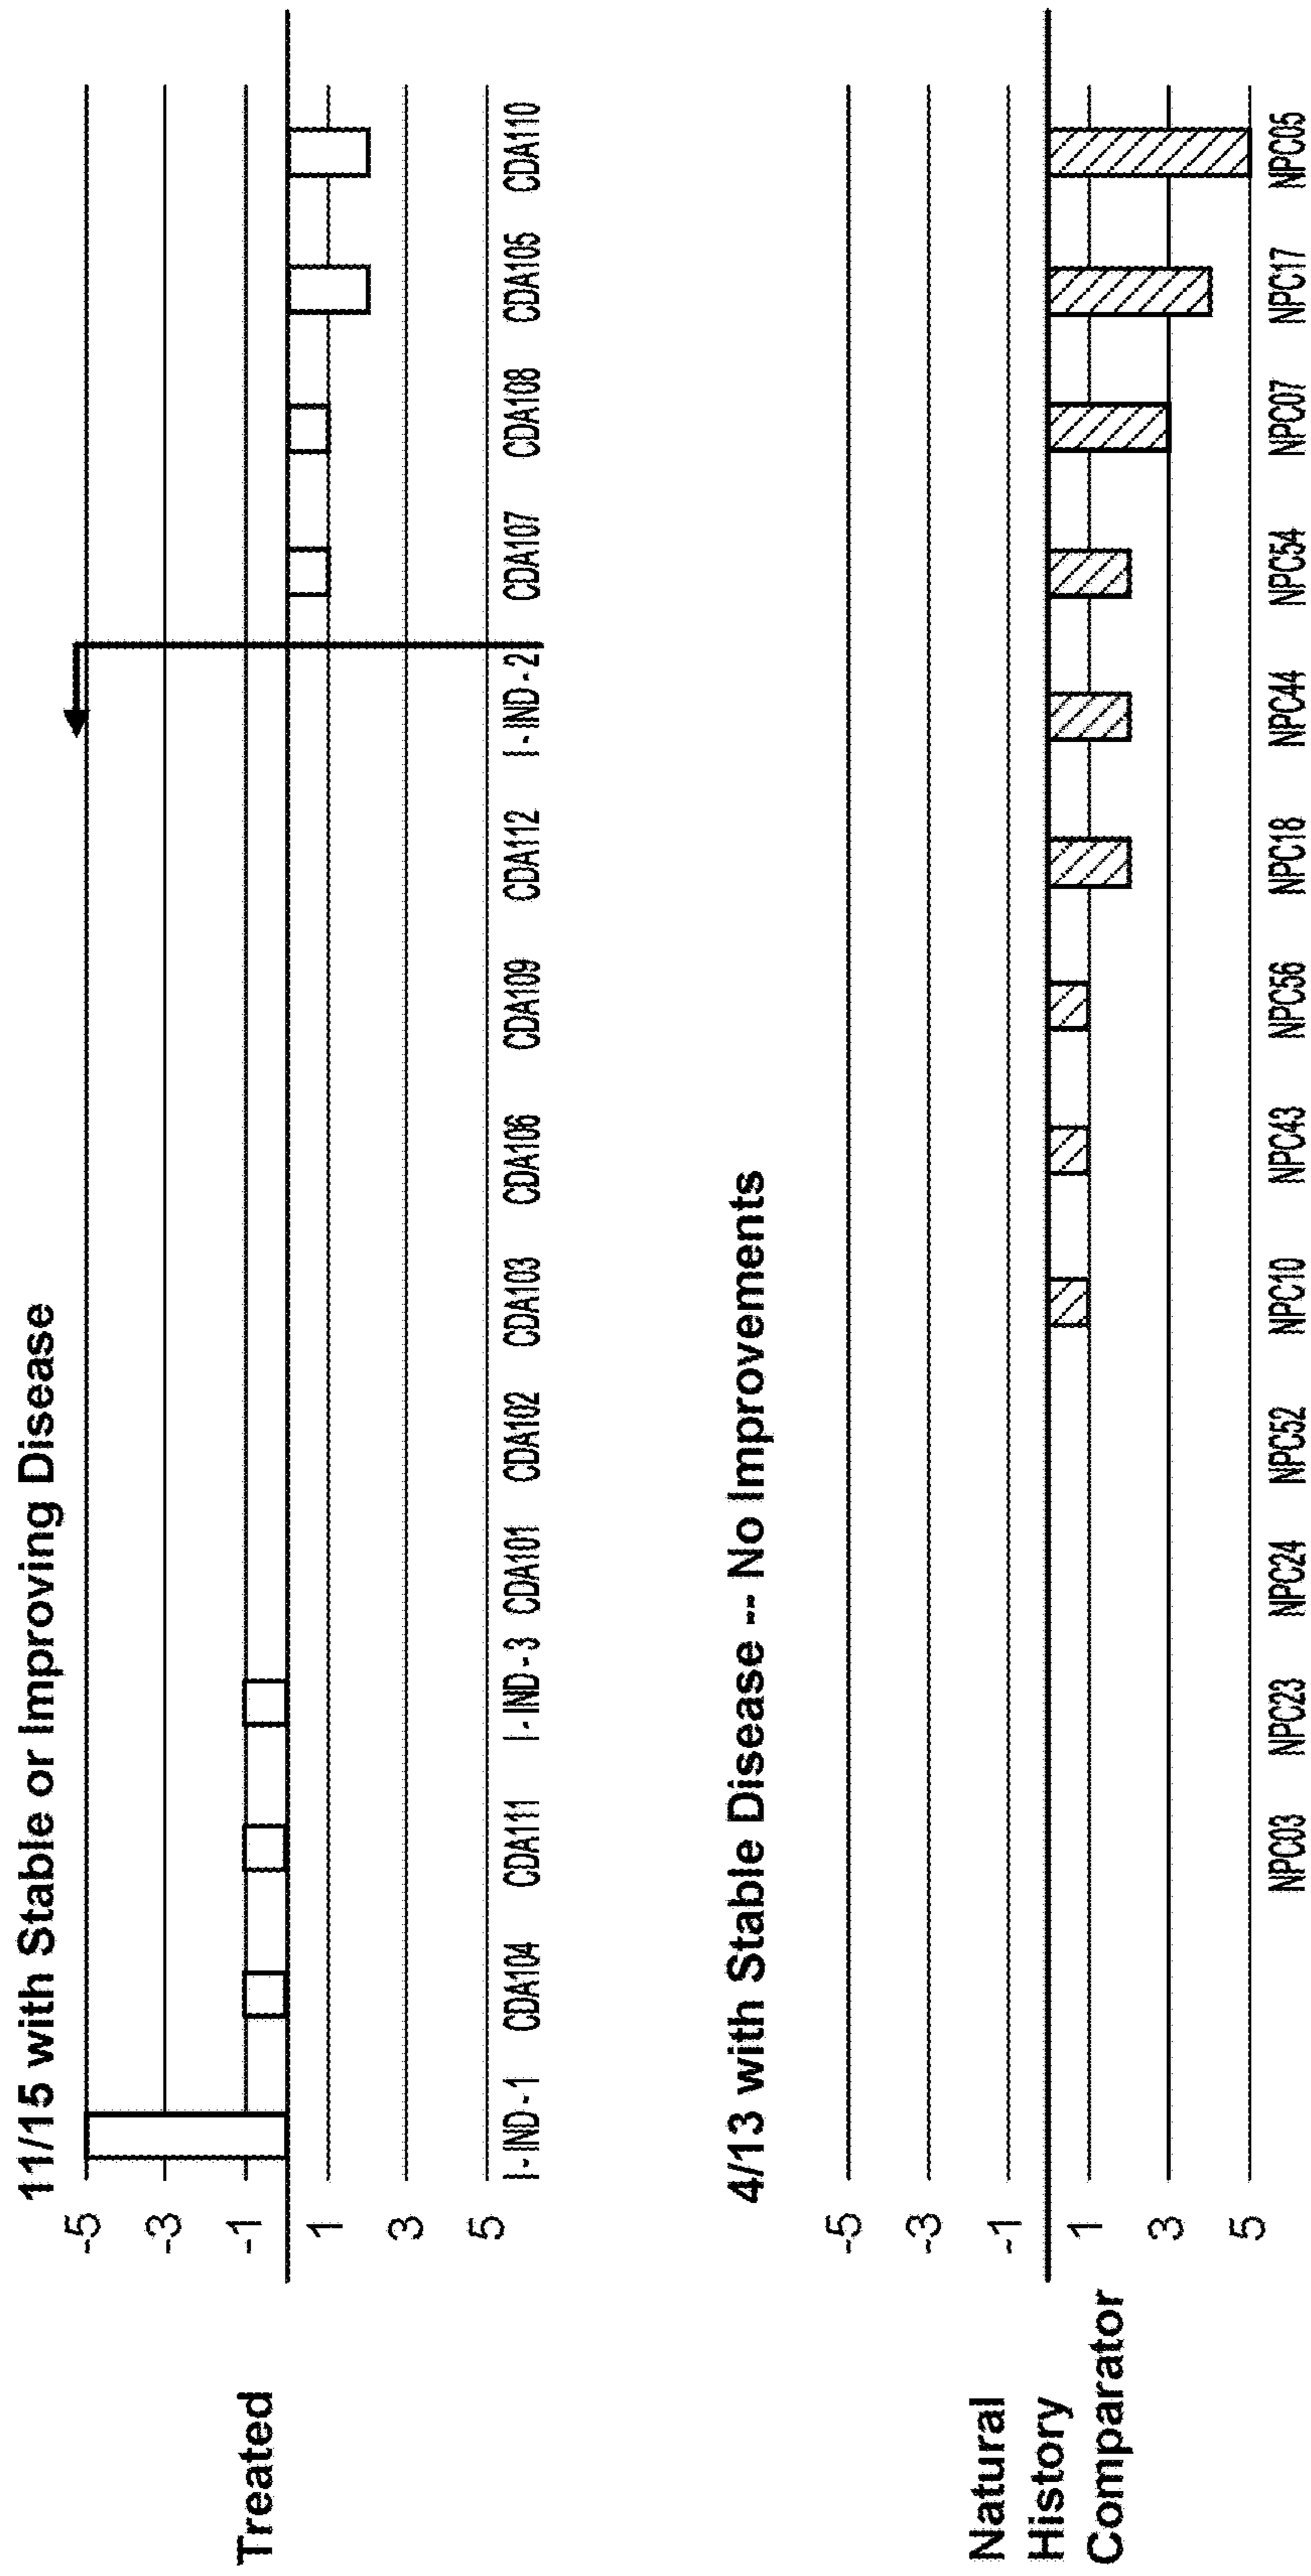 11/15 with Stable or Improving Disease
Treated
-5
-3
-1
1
3
5
I-IND-1 CDA104 CDA111 I-IND-3 CDA101 CDA102 CDA103 CDA106 CDA109 CDA112 I-IND-2 CDA107 CDA108 CDA105 CDA110
4/13 with Stable Disease -- No Improvements
Natural
History
Comparator
-5
-3
-1
1
3
5
NPC03 NPC23 NPC24 NPC52 NPC10 NPC43 NPC56 NPC18 NPC44 NPC54 NPC07 NPC17 NPC05